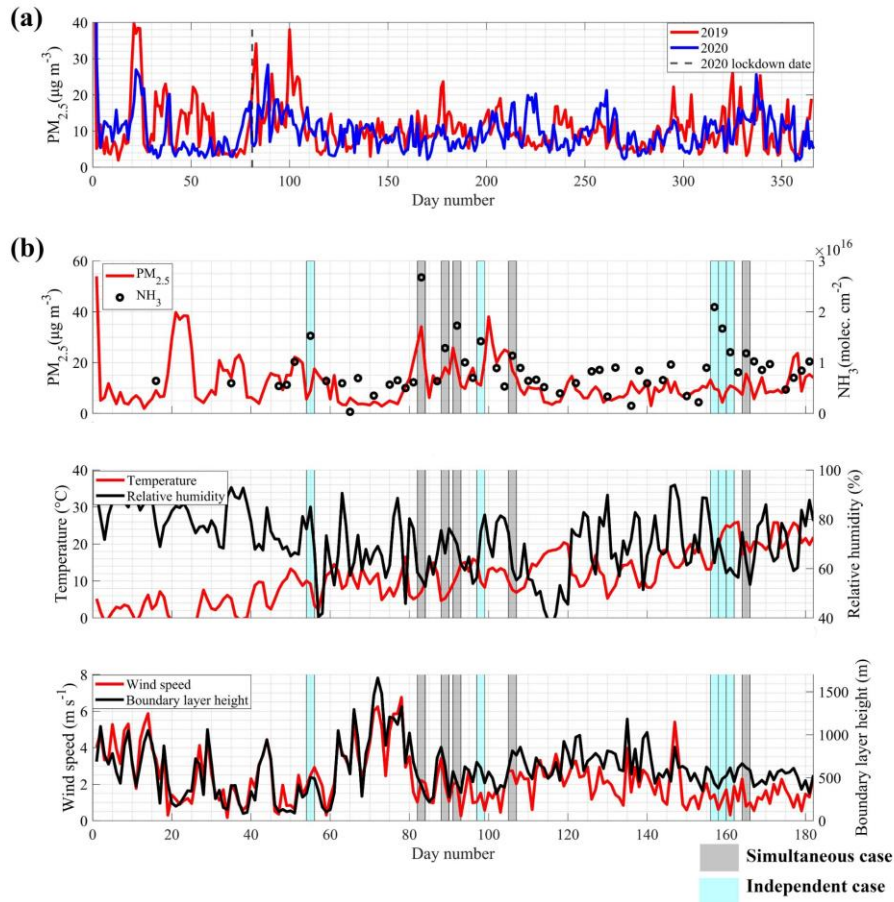 (a)
PM2.5(μg m-3)
40
30
20
10
0
2019
2020
2020 lockdown date
0 50 100 150 200 250 300 350
Day number
(b)
PM2.5(μg m-3)
60
40
20
0
PM2.5
NH3
×10^16
3
2
1
0
NH3(molec. cm-2)
Temperature (°C)
40
30
20
10
0
Temperature
Relative humidity
100
80
60
40
Relative humidity (%)
Wind speed (m s-1)
8
6
4
2
0
Wind speed
Boundary layer height
1500
1000
500
0
Boundary layer height (m)
0 20 40 60 80 100 120 140 160 180
Day number
Simultaneous case
Independent case